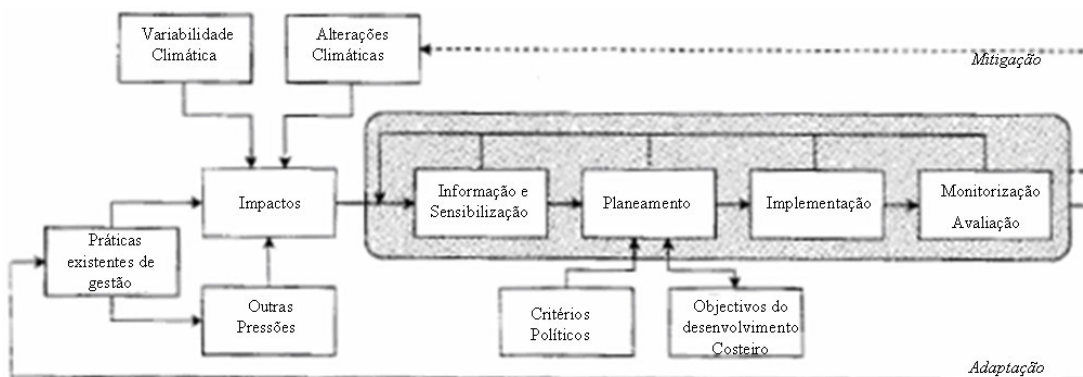 Variabilidade
Climática
Alterações
Climáticas
Mitigação
Impactos
Informação e
Sensibilização
Planeamento
Implementação
Monitorização
Avaliação
Práticas
existentes de
gestão
Outras
Pressões
Critérios
Políticos
Objectivos do
desenvolvimento
Costeiro
Adaptação